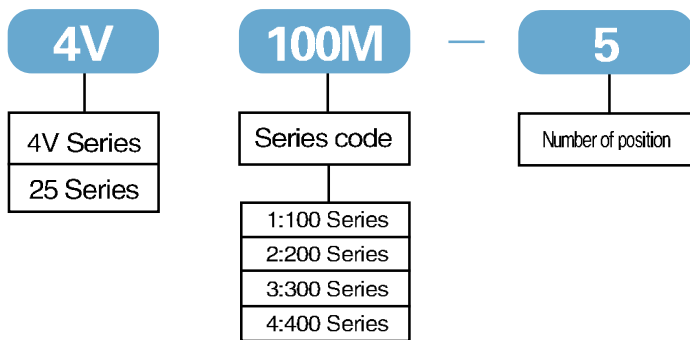 4V 100M — 5
4V Series
25 Series
Series code
1:100 Series
2:200 Series
3:300 Series
4:400 Series
Number of position